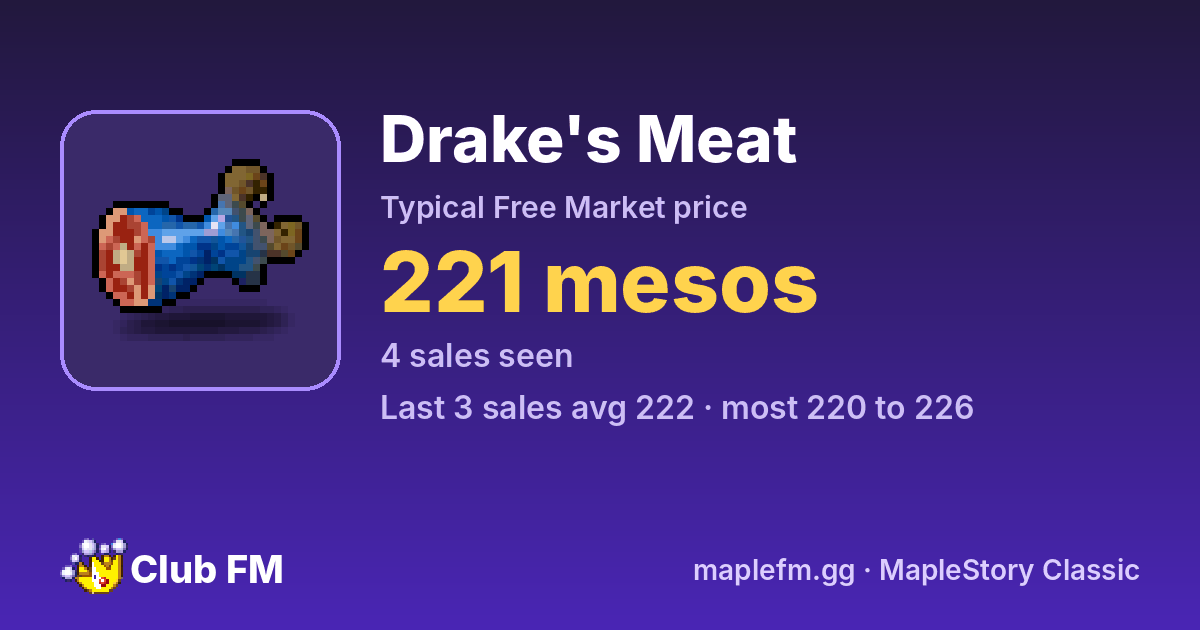 Drake's Meat
Typical Free Market price
221 mesos
4 sales seen
Last 3 sales avg 222 · most 220 to 226
Club FM
maplefm.gg · MapleStory Classic